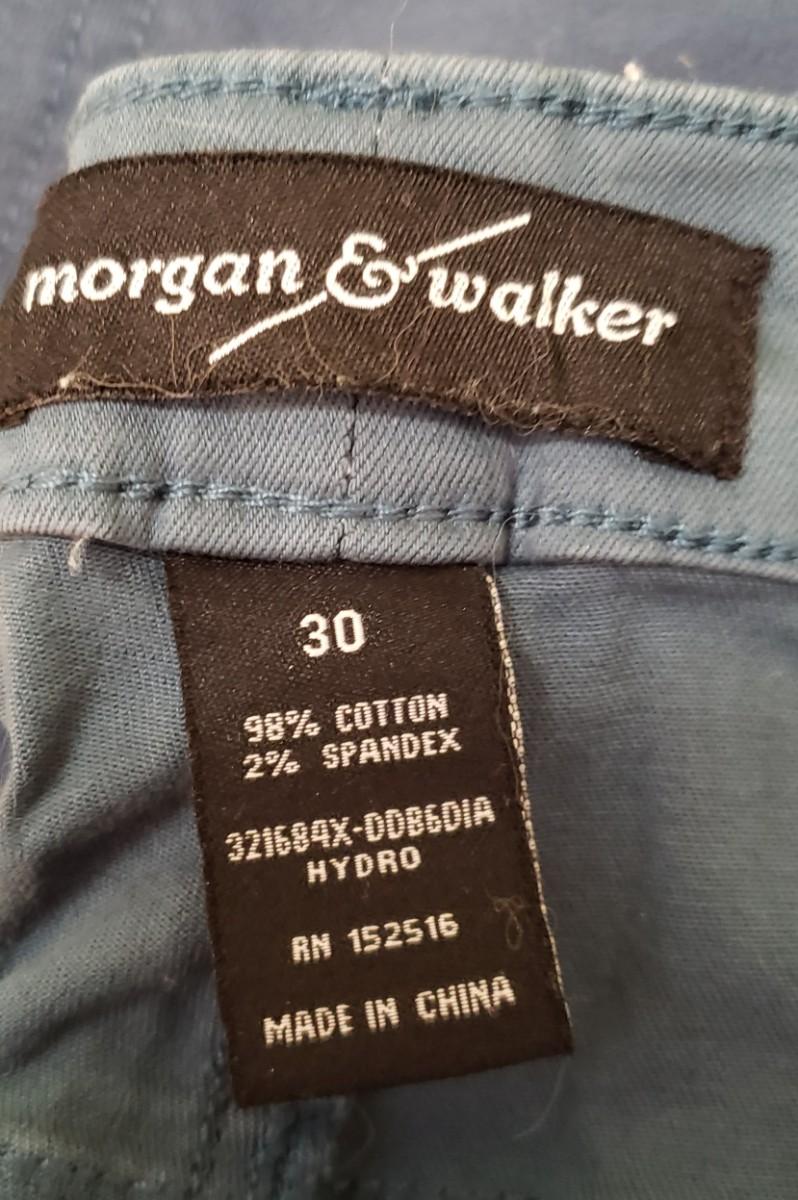 morgan & walker
30
98% COTTON
2% SPANDEX
321684X-DDB6DIA
HYDRO
RN 152516
MADE IN CHINA